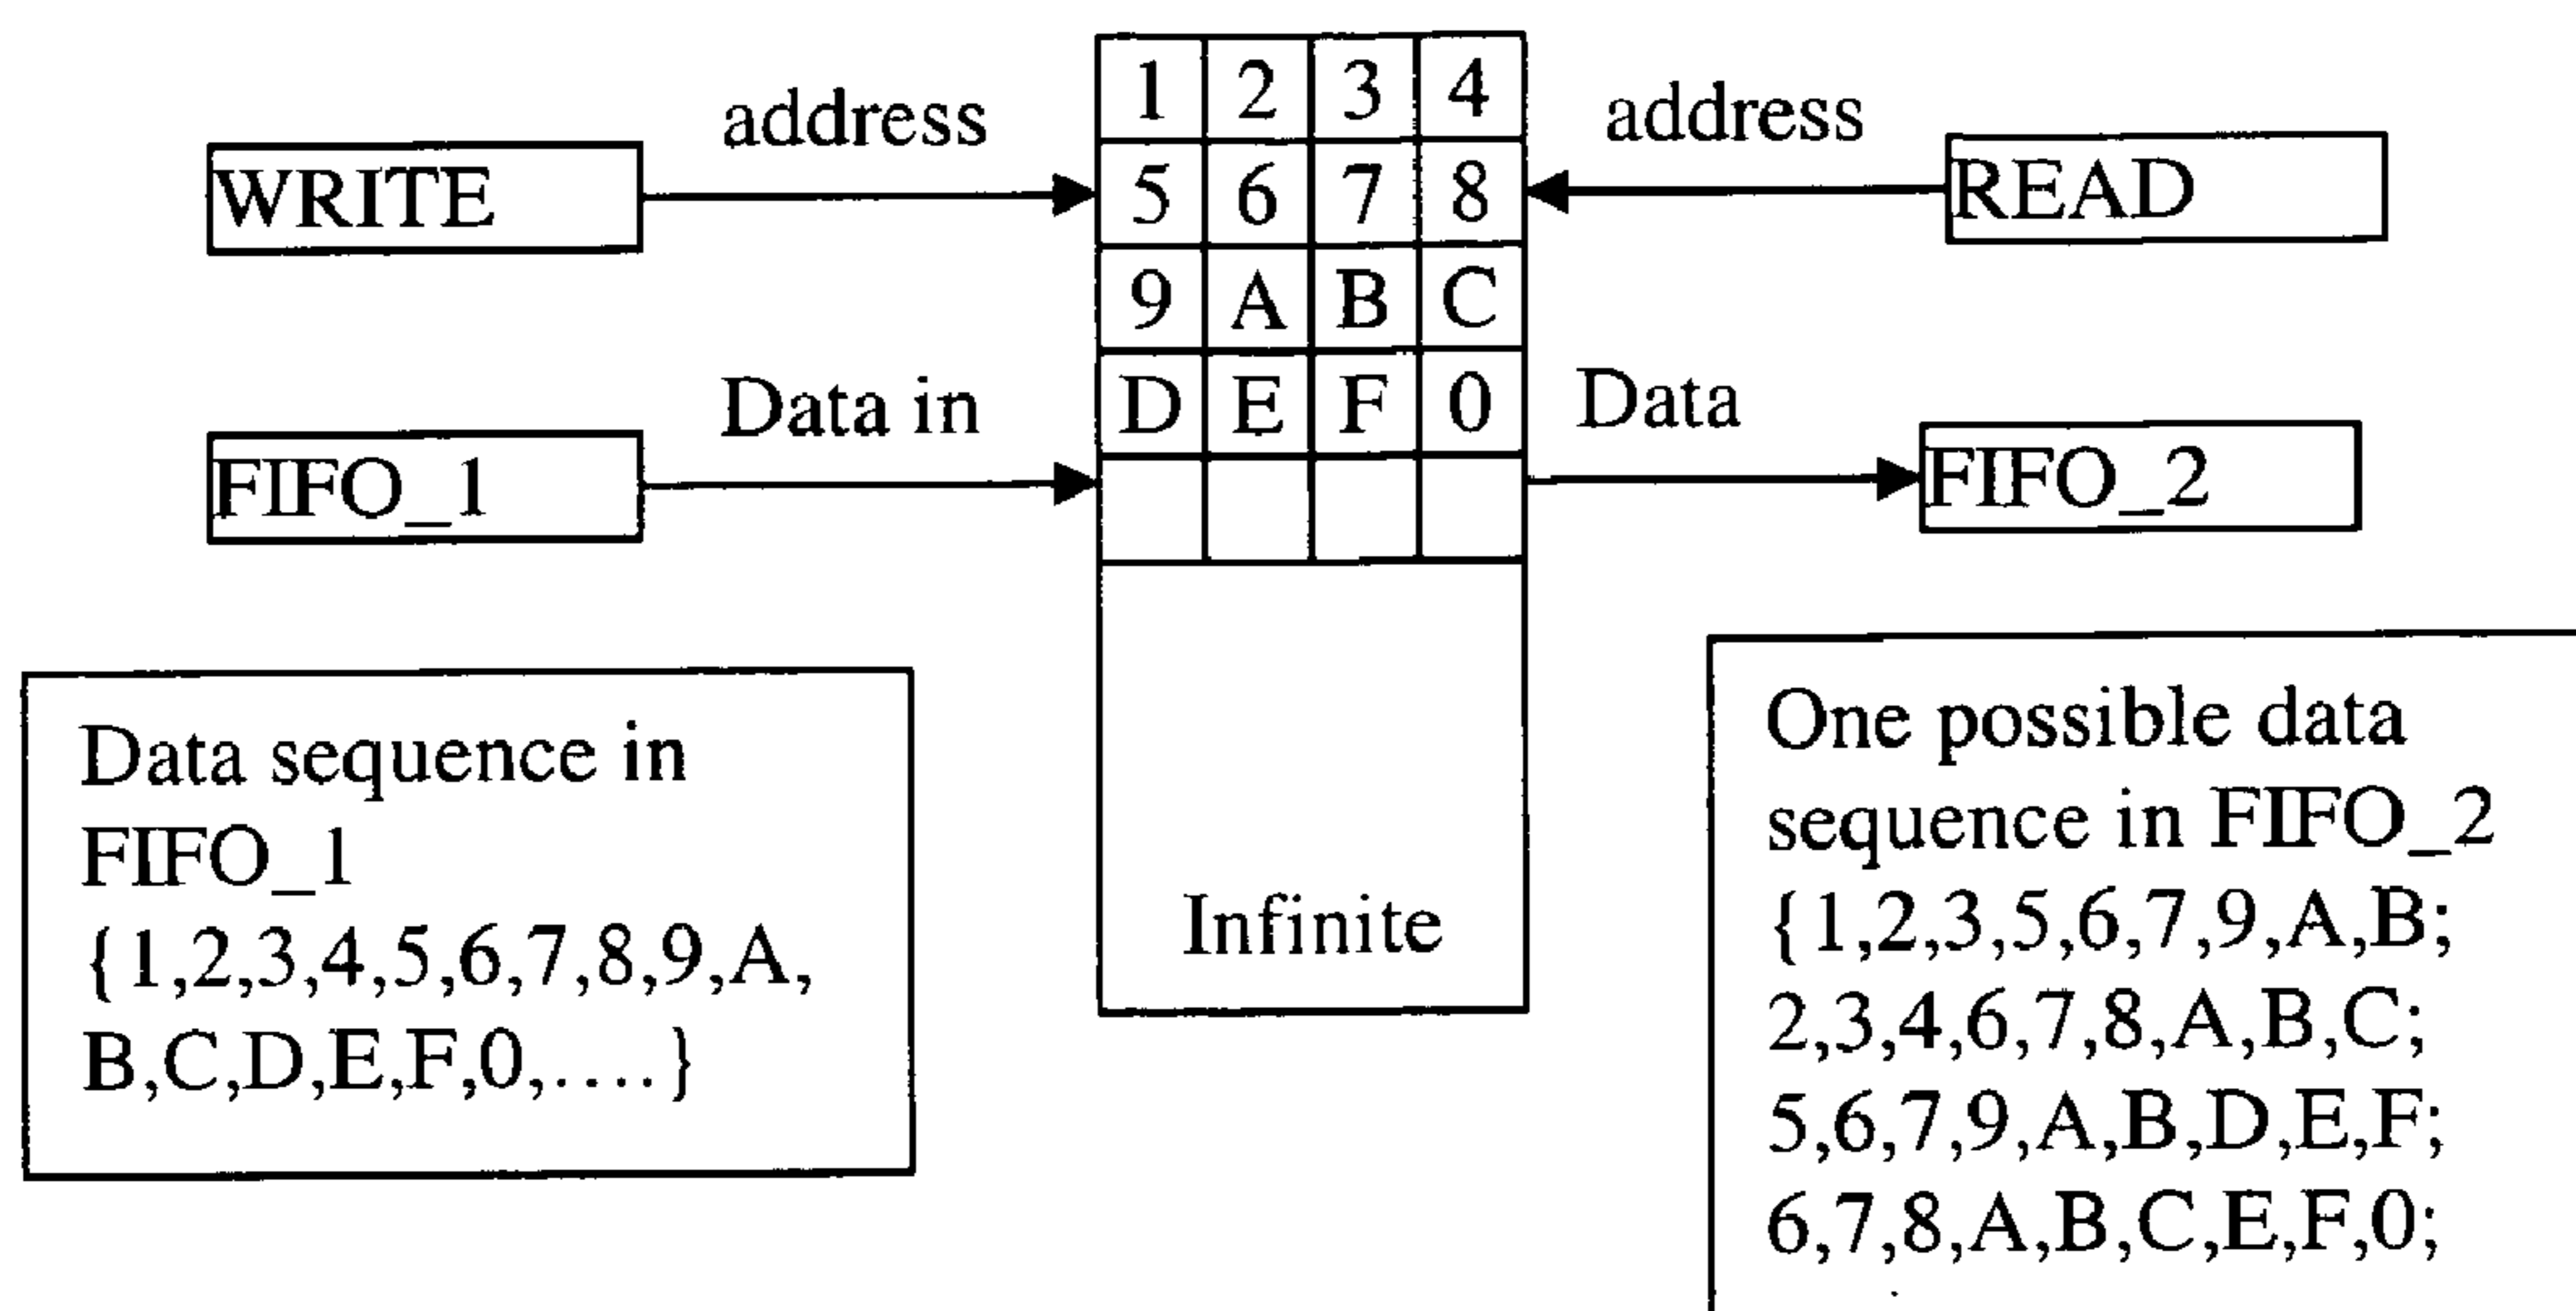 WRITE
address
1 2 3 4
5 6 7 8
9 A B C
D E F 0
address
READ
FIFO_1
Data in
Data
FIFO_2
Infinite
Data sequence in
FIFO_1
{1,2,3,4,5,6,7,8,9,A,
B,C,D,E,F,0,....}
One possible data
sequence in FIFO_2
{1,2,3,5,6,7,9,A,B;
2,3,4,6,7,8,A,B,C;
5,6,7,9,A,B,D,E,F;
6,7,8,A,B,C,E,F,0;